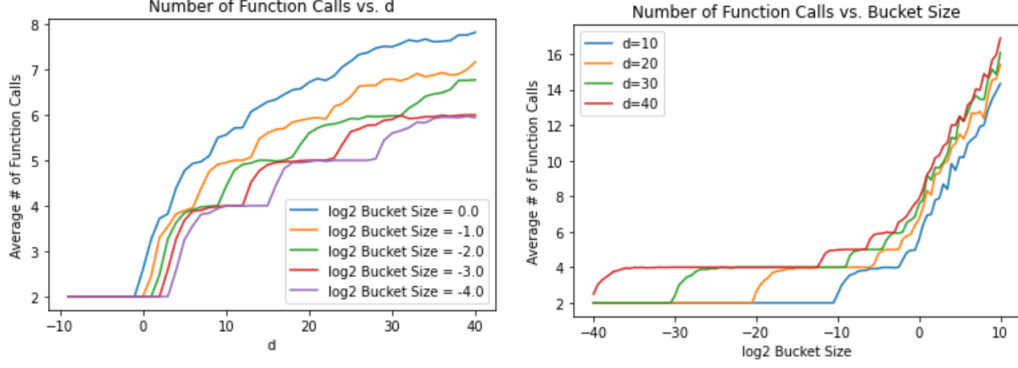 Number of Function Calls vs. d
Average # of Function Calls
8
7
6
5
4
3
2
log2 Bucket Size = 0.0
log2 Bucket Size = -1.0
log2 Bucket Size = -2.0
log2 Bucket Size = -3.0
log2 Bucket Size = -4.0
−10 0 10 20 30 40
d
Number of Function Calls vs. Bucket Size
Average # of Function Calls
16
14
12
10
8
6
4
2
d=10
d=20
d=30
d=40
−40 −30 −20 −10 0 10
log2 Bucket Size